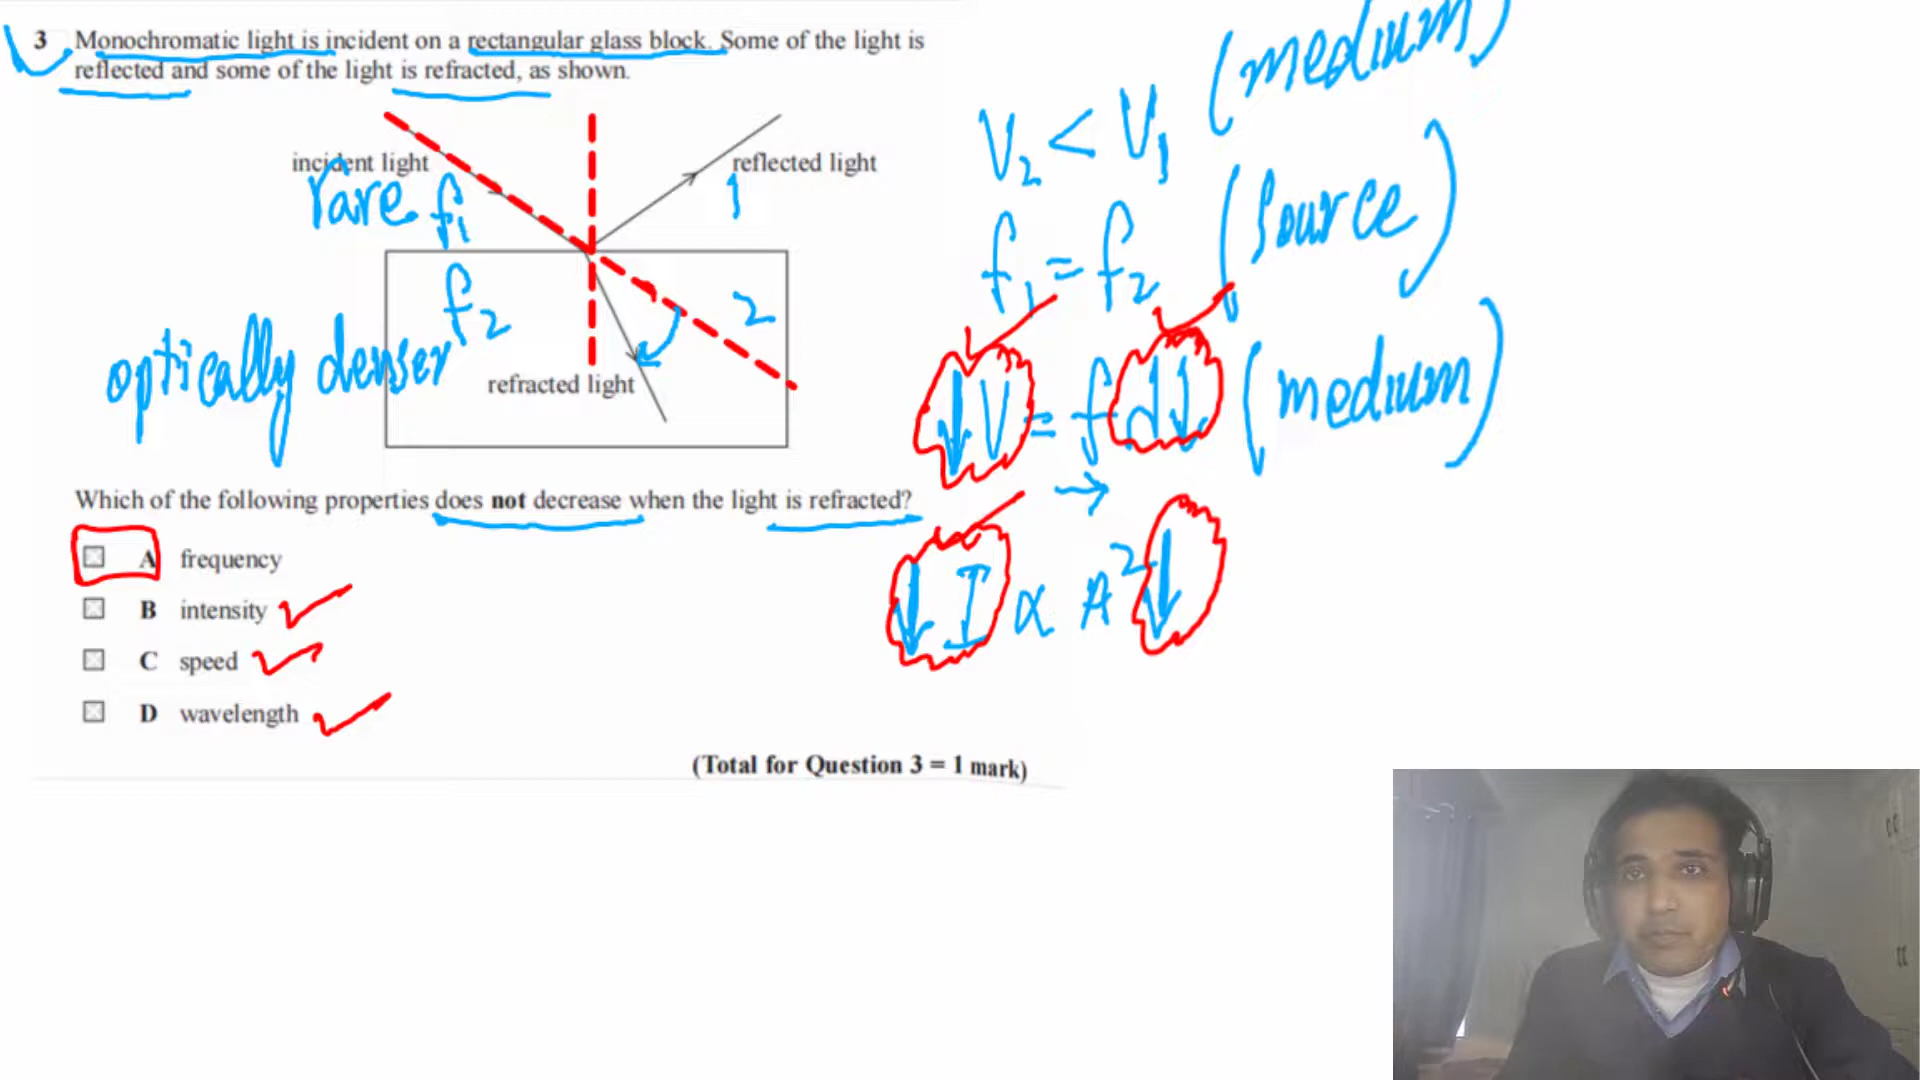 3 Monochromatic light is incident on a rectangular glass block. Some of the light is
reflected and some of the light is refracted, as shown.
incident light
reflected light
rare f1
1
f2
2
optically denser
refracted light
Which of the following properties does not decrease when the light is refracted?
A frequency
B intensity
C speed
D wavelength
(Total for Question 3 = 1 mark)
V2 < V1 (medium)
f1 = f2 (source)
↓V = fλ↓ (medium)
↓I ∝ A²↓